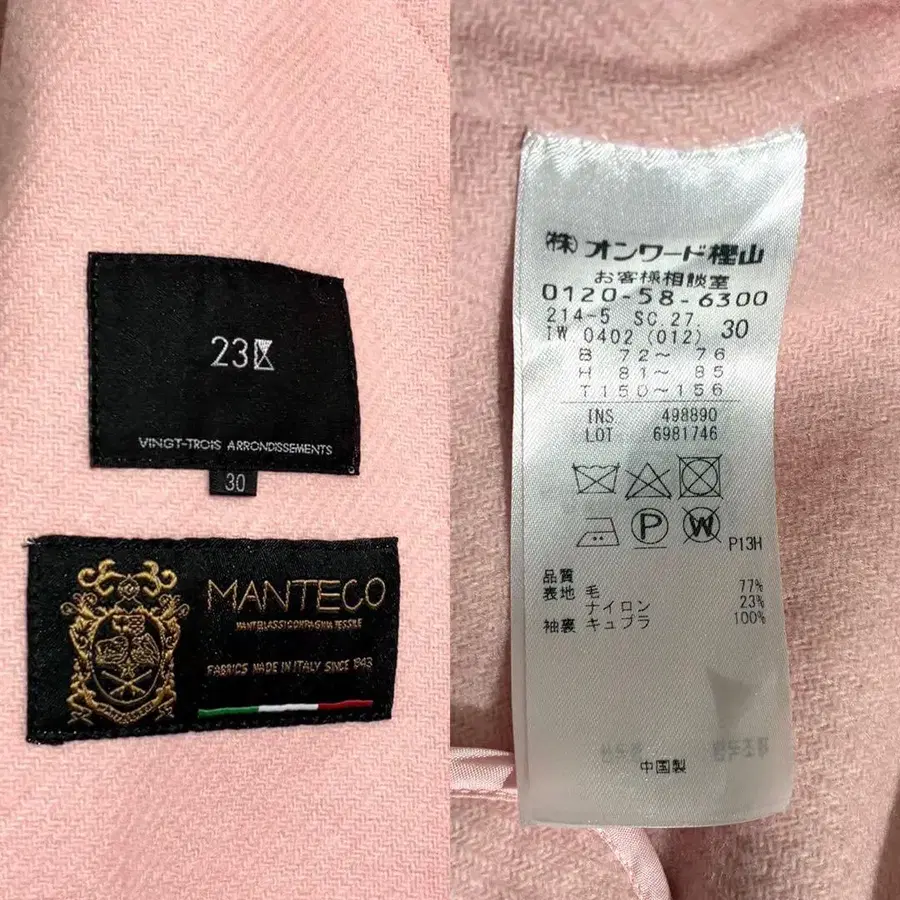 23区
VINGT-TROIS ARRONDISSEMENTS
30
MANTECO
FABRICS MADE IN ITALY SINCE 1943
㈱オンワード樫山
お客様相談室
0120-58-6300
214-5 SC 27
IW 0402 (012) 30
B 72~ 76
H 81~ 85
T150~156
INS 498890
LOT 6981746
P
W
P13H
品質
表地 毛 77%
ナイロン 23%
袖裏 キュプラ 100%
中国製